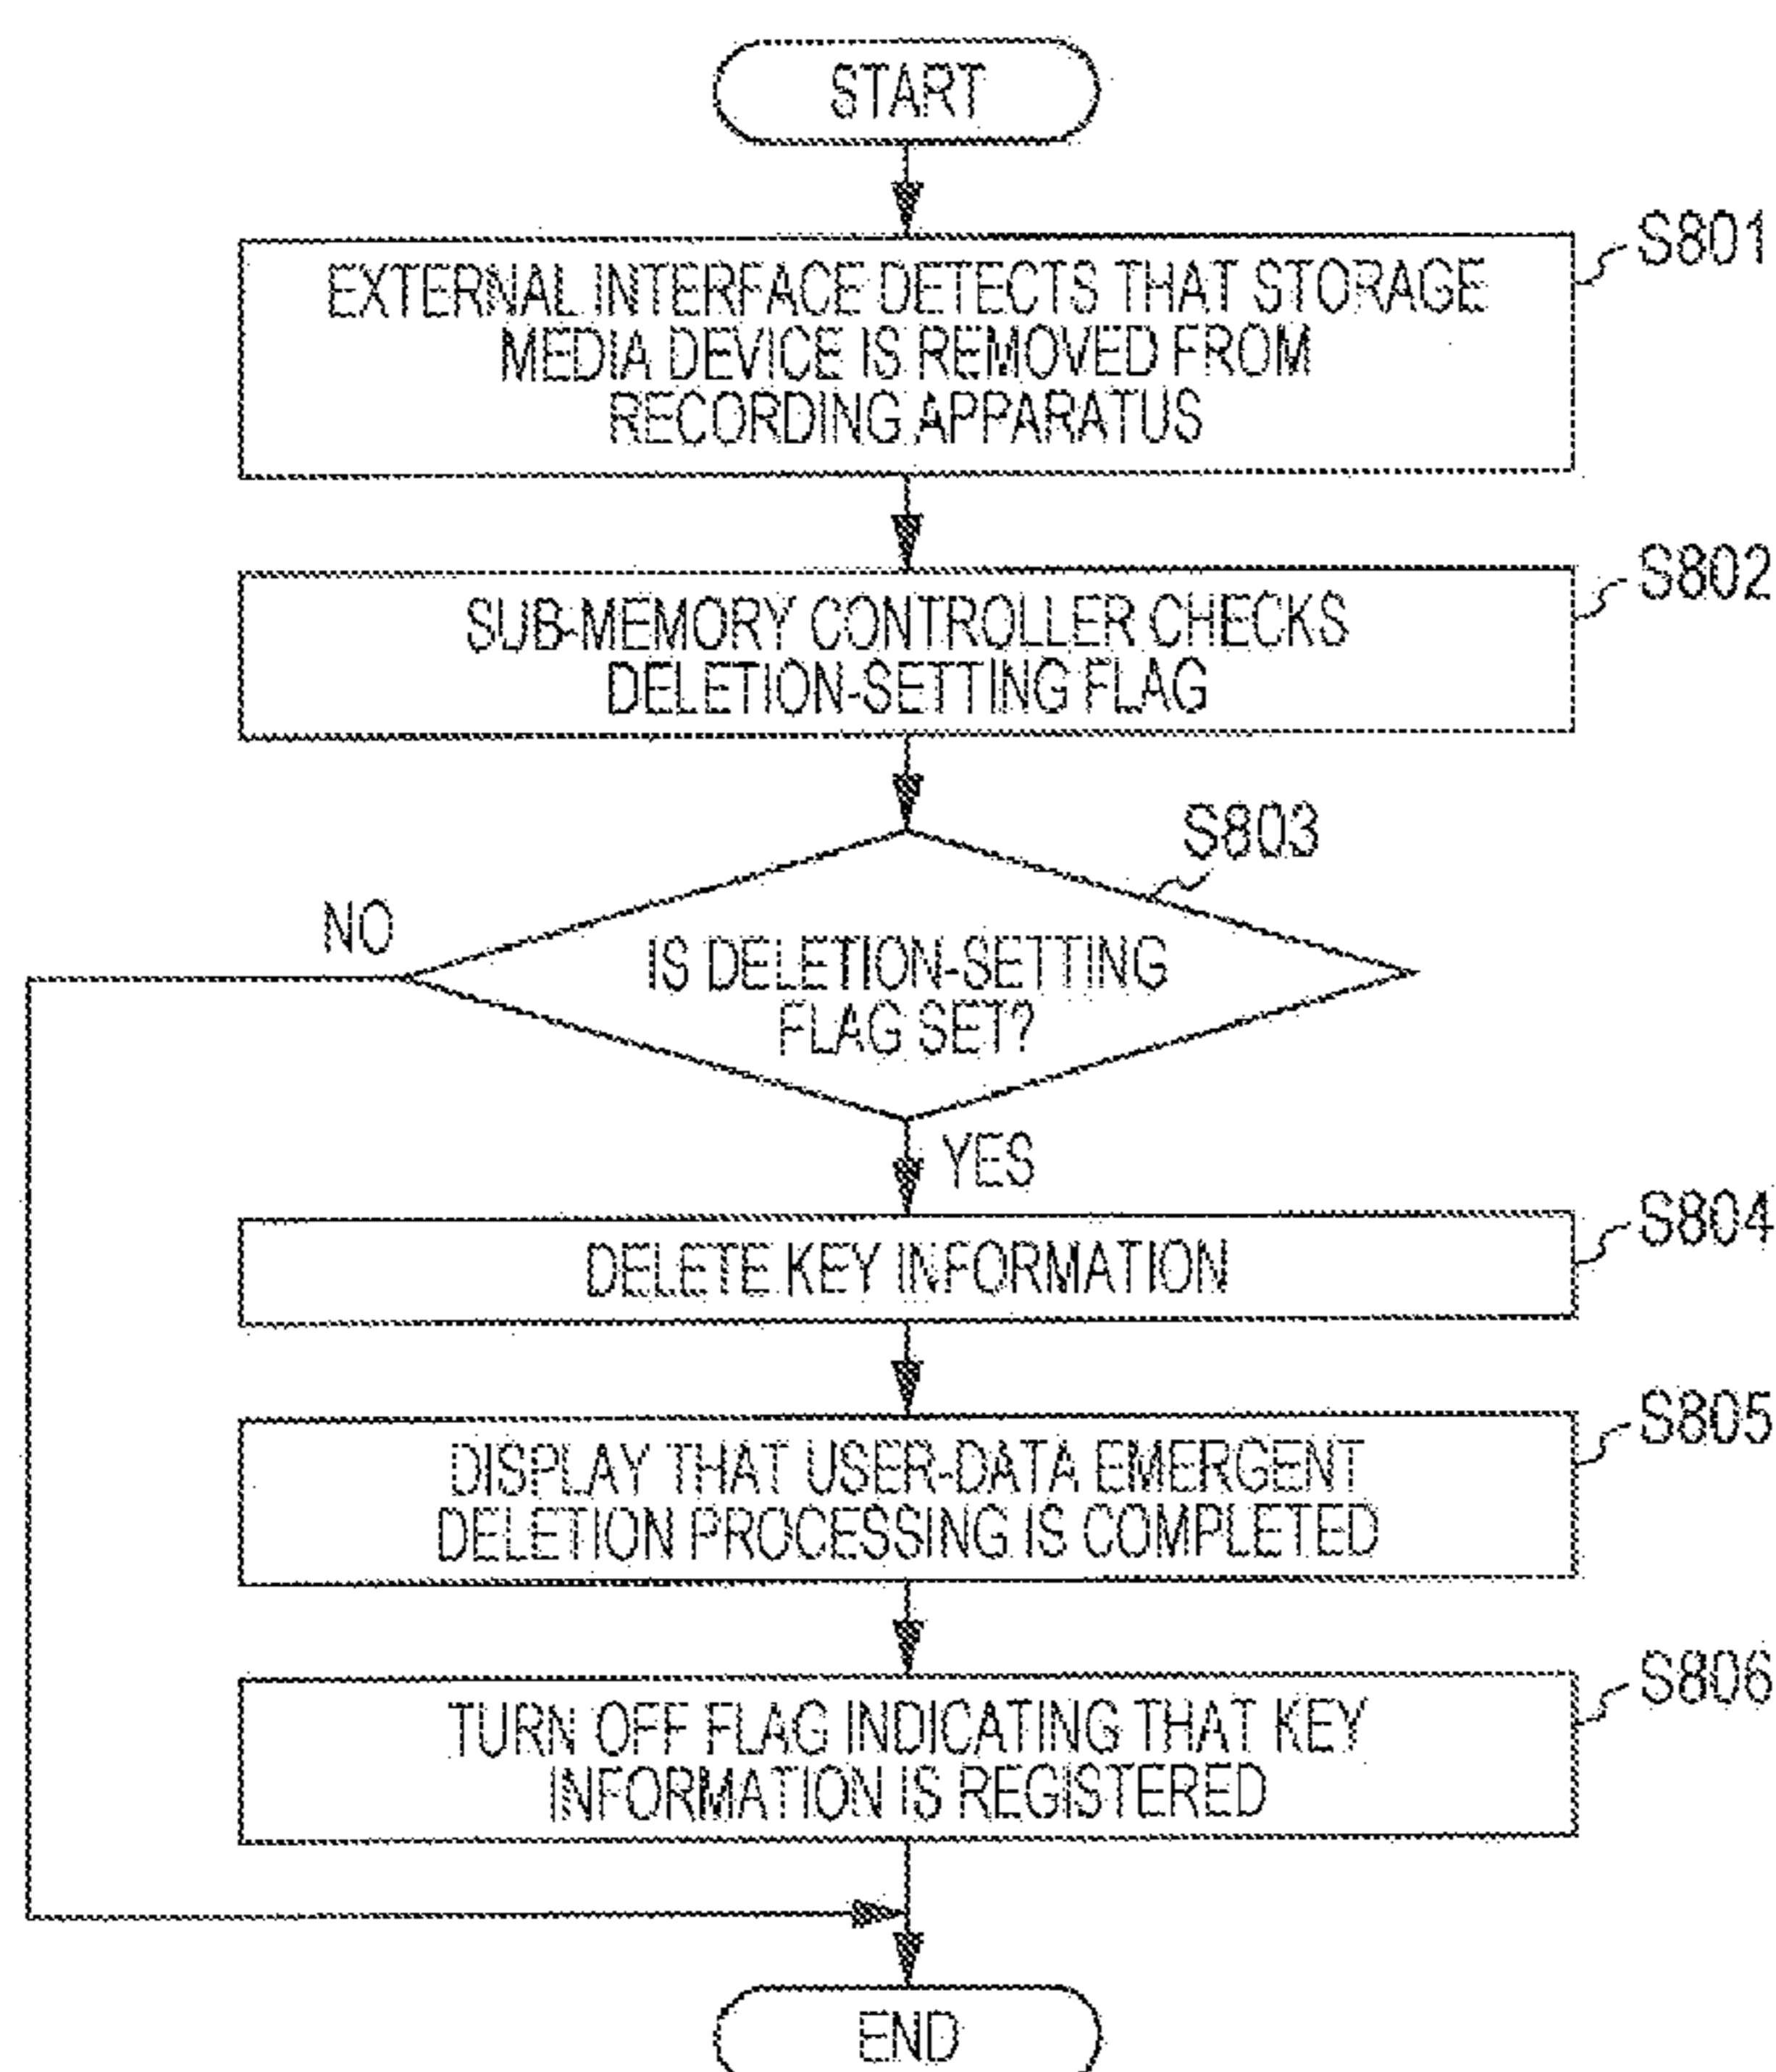 START
S801
EXTERNAL INTERFACE DETECTS THAT STORAGE
MEDIA DEVICE IS REMOVED FROM
RECORDING APPARATUS
S802
SUB-MEMORY CONTROLLER CHECKS
DELETION-SETTING FLAG
S803
NO
IS DELETION-SETTING
FLAG SET?
YES
S804
DELETE KEY INFORMATION
S805
DISPLAY THAT USER-DATA EMERGENT
DELETION PROCESSING IS COMPLETED
S806
TURN OFF FLAG INDICATING THAT KEY
INFORMATION IS REGISTERED
END